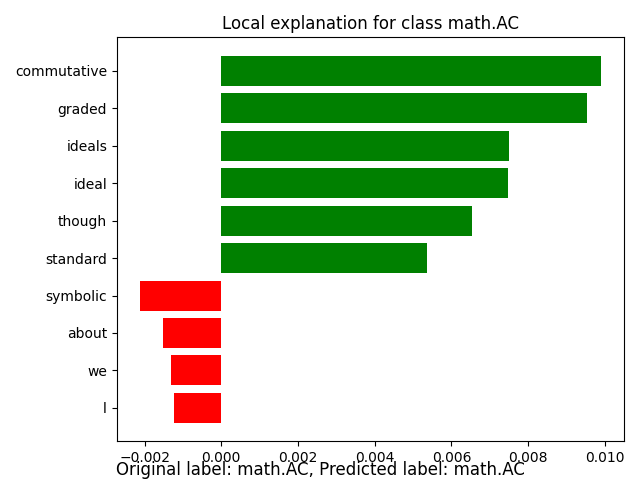 Local explanation for class math.AC
commutative
graded
ideals
ideal
though
standard
symbolic
about
we
I
−0.002 0.000 0.002 0.004 0.006 0.008 0.010
Original label: math.AC, Predicted label: math.AC